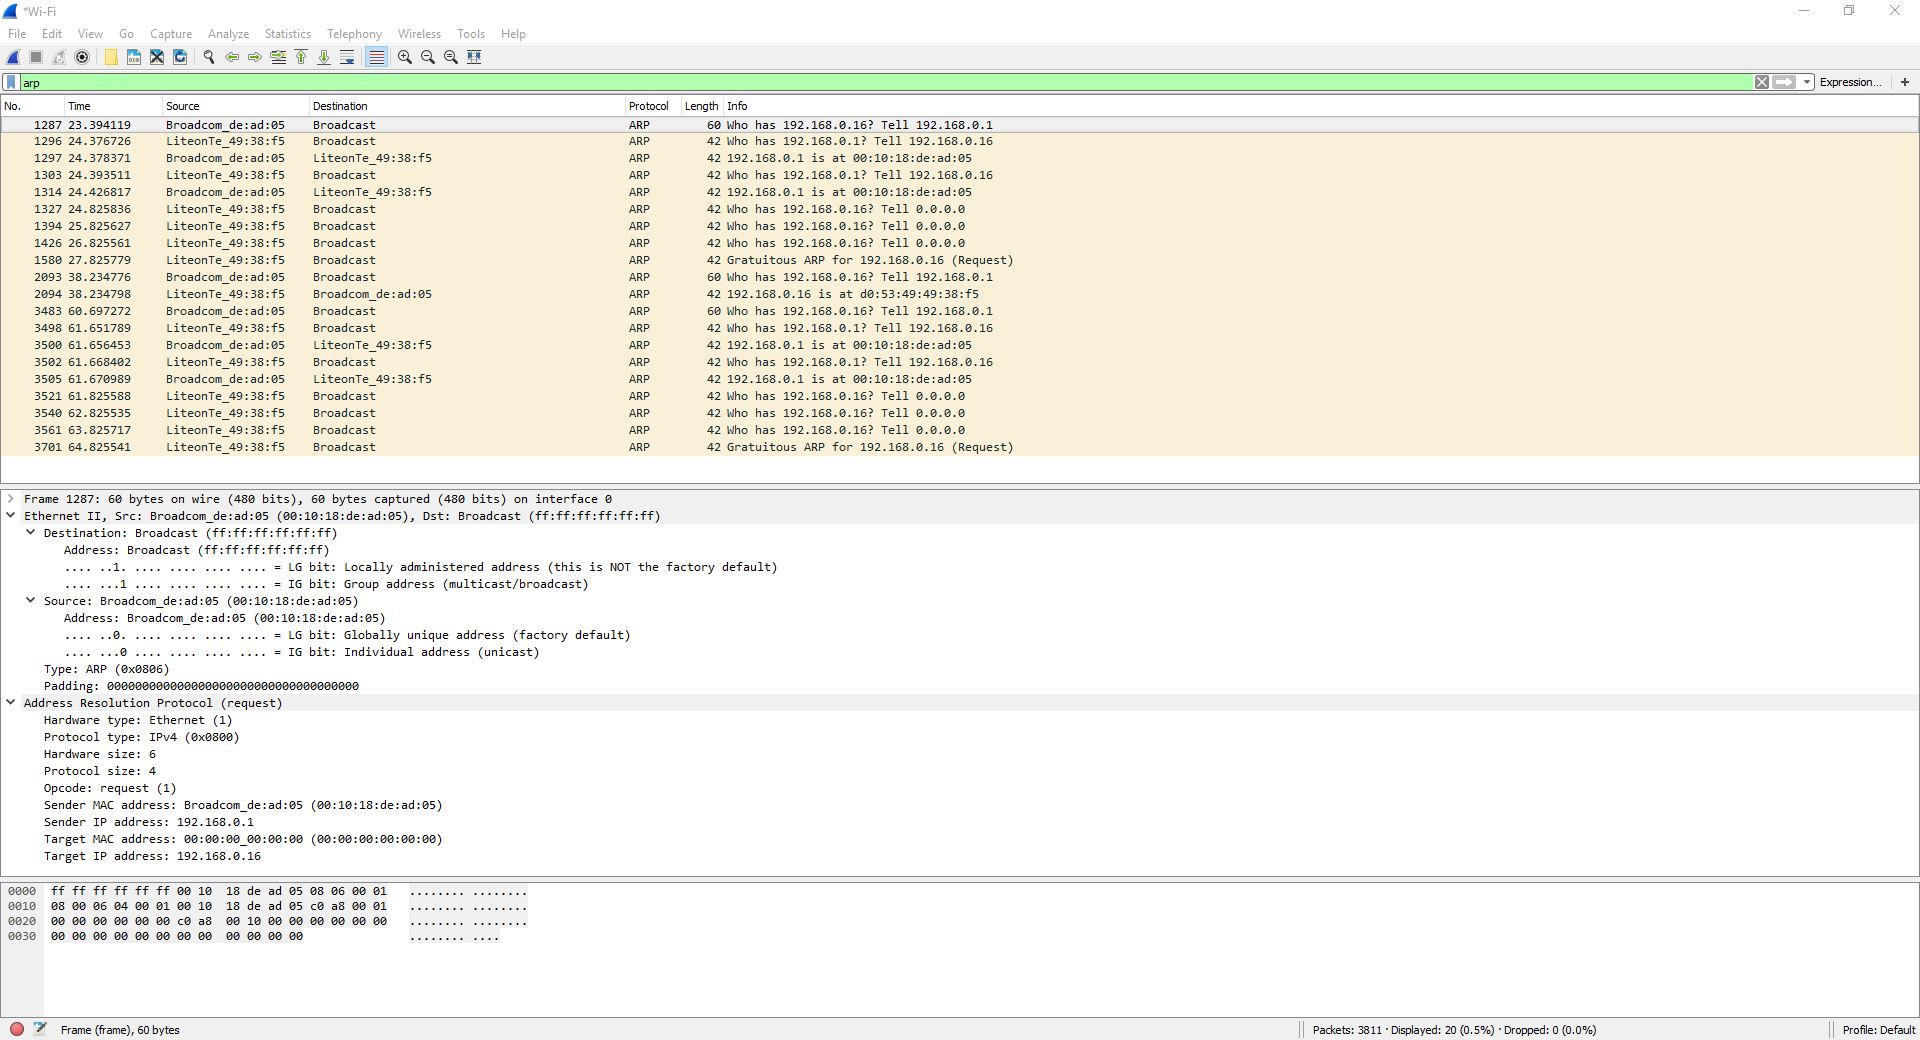 *Wi-Fi
File Edit View Go Capture Analyze Statistics Telephony Wireless Tools Help
arp Expression... +
No. Time Source Destination Protocol Length Info
1287 23.394119 Broadcom_de:ad:05 Broadcast ARP 60 Who has 192.168.0.16? Tell 192.168.0.1
1296 24.376726 LiteonTe_49:38:f5 Broadcast ARP 42 Who has 192.168.0.1? Tell 192.168.0.16
1297 24.378371 Broadcom_de:ad:05 LiteonTe_49:38:f5 ARP 42 192.168.0.1 is at 00:10:18:de:ad:05
1303 24.393511 LiteonTe_49:38:f5 Broadcast ARP 42 Who has 192.168.0.1? Tell 192.168.0.16
1314 24.426817 Broadcom_de:ad:05 LiteonTe_49:38:f5 ARP 42 192.168.0.1 is at 00:10:18:de:ad:05
1327 24.825836 LiteonTe_49:38:f5 Broadcast ARP 42 Who has 192.168.0.16? Tell 0.0.0.0
1394 25.825627 LiteonTe_49:38:f5 Broadcast ARP 42 Who has 192.168.0.16? Tell 0.0.0.0
1426 26.825561 LiteonTe_49:38:f5 Broadcast ARP 42 Who has 192.168.0.16? Tell 0.0.0.0
1580 27.825779 LiteonTe_49:38:f5 Broadcast ARP 42 Gratuitous ARP for 192.168.0.16 (Request)
2093 38.234776 Broadcom_de:ad:05 Broadcast ARP 60 Who has 192.168.0.16? Tell 192.168.0.1
2094 38.234798 LiteonTe_49:38:f5 Broadcom_de:ad:05 ARP 42 192.168.0.16 is at d0:53:49:49:38:f5
3483 60.697272 Broadcom_de:ad:05 Broadcast ARP 60 Who has 192.168.0.16? Tell 192.168.0.1
3498 61.651789 LiteonTe_49:38:f5 Broadcast ARP 42 Who has 192.168.0.1? Tell 192.168.0.16
3500 61.656453 Broadcom_de:ad:05 LiteonTe_49:38:f5 ARP 42 192.168.0.1 is at 00:10:18:de:ad:05
3502 61.668402 LiteonTe_49:38:f5 Broadcast ARP 42 Who has 192.168.0.1? Tell 192.168.0.16
3505 61.670989 Broadcom_de:ad:05 LiteonTe_49:38:f5 ARP 42 192.168.0.1 is at 00:10:18:de:ad:05
3521 61.825588 LiteonTe_49:38:f5 Broadcast ARP 42 Who has 192.168.0.16? Tell 0.0.0.0
3540 62.825535 LiteonTe_49:38:f5 Broadcast ARP 42 Who has 192.168.0.16? Tell 0.0.0.0
3561 63.825717 LiteonTe_49:38:f5 Broadcast ARP 42 Who has 192.168.0.16? Tell 0.0.0.0
3701 64.825541 LiteonTe_49:38:f5 Broadcast ARP 42 Gratuitous ARP for 192.168.0.16 (Request)
Frame 1287: 60 bytes on wire (480 bits), 60 bytes captured (480 bits) on interface 0
Ethernet II, Src: Broadcom_de:ad:05 (00:10:18:de:ad:05), Dst: Broadcast (ff:ff:ff:ff:ff:ff)
Destination: Broadcast (ff:ff:ff:ff:ff:ff)
Address: Broadcast (ff:ff:ff:ff:ff:ff)
.... ..1. .... .... .... .... = LG bit: Locally administered address (this is NOT the factory default)
.... ...1 .... .... .... .... = IG bit: Group address (multicast/broadcast)
Source: Broadcom_de:ad:05 (00:10:18:de:ad:05)
Address: Broadcom_de:ad:05 (00:10:18:de:ad:05)
.... ..0. .... .... .... .... = LG bit: Globally unique address (factory default)
.... ...0 .... .... .... .... = IG bit: Individual address (unicast)
Type: ARP (0x0806)
Padding: 000000000000000000000000000000000000
Address Resolution Protocol (request)
Hardware type: Ethernet (1)
Protocol type: IPv4 (0x0800)
Hardware size: 6
Protocol size: 4
Opcode: request (1)
Sender MAC address: Broadcom_de:ad:05 (00:10:18:de:ad:05)
Sender IP address: 192.168.0.1
Target MAC address: 00:00:00_00:00:00 (00:00:00:00:00:00)
Target IP address: 192.168.0.16
0000 ff ff ff ff ff ff 00 10 18 de ad 05 08 06 00 01 ........ ........
0010 08 00 06 04 00 01 00 10 18 de ad 05 c0 a8 00 01 ........ ........
0020 00 00 00 00 00 00 c0 a8 00 10 00 00 00 00 00 00 ........ ........
0030 00 00 00 00 00 00 00 00 00 00 00 00 ........ ....
Frame (frame), 60 bytes Packets: 3811 · Displayed: 20 (0.5%) · Dropped: 0 (0.0%) Profile: Default